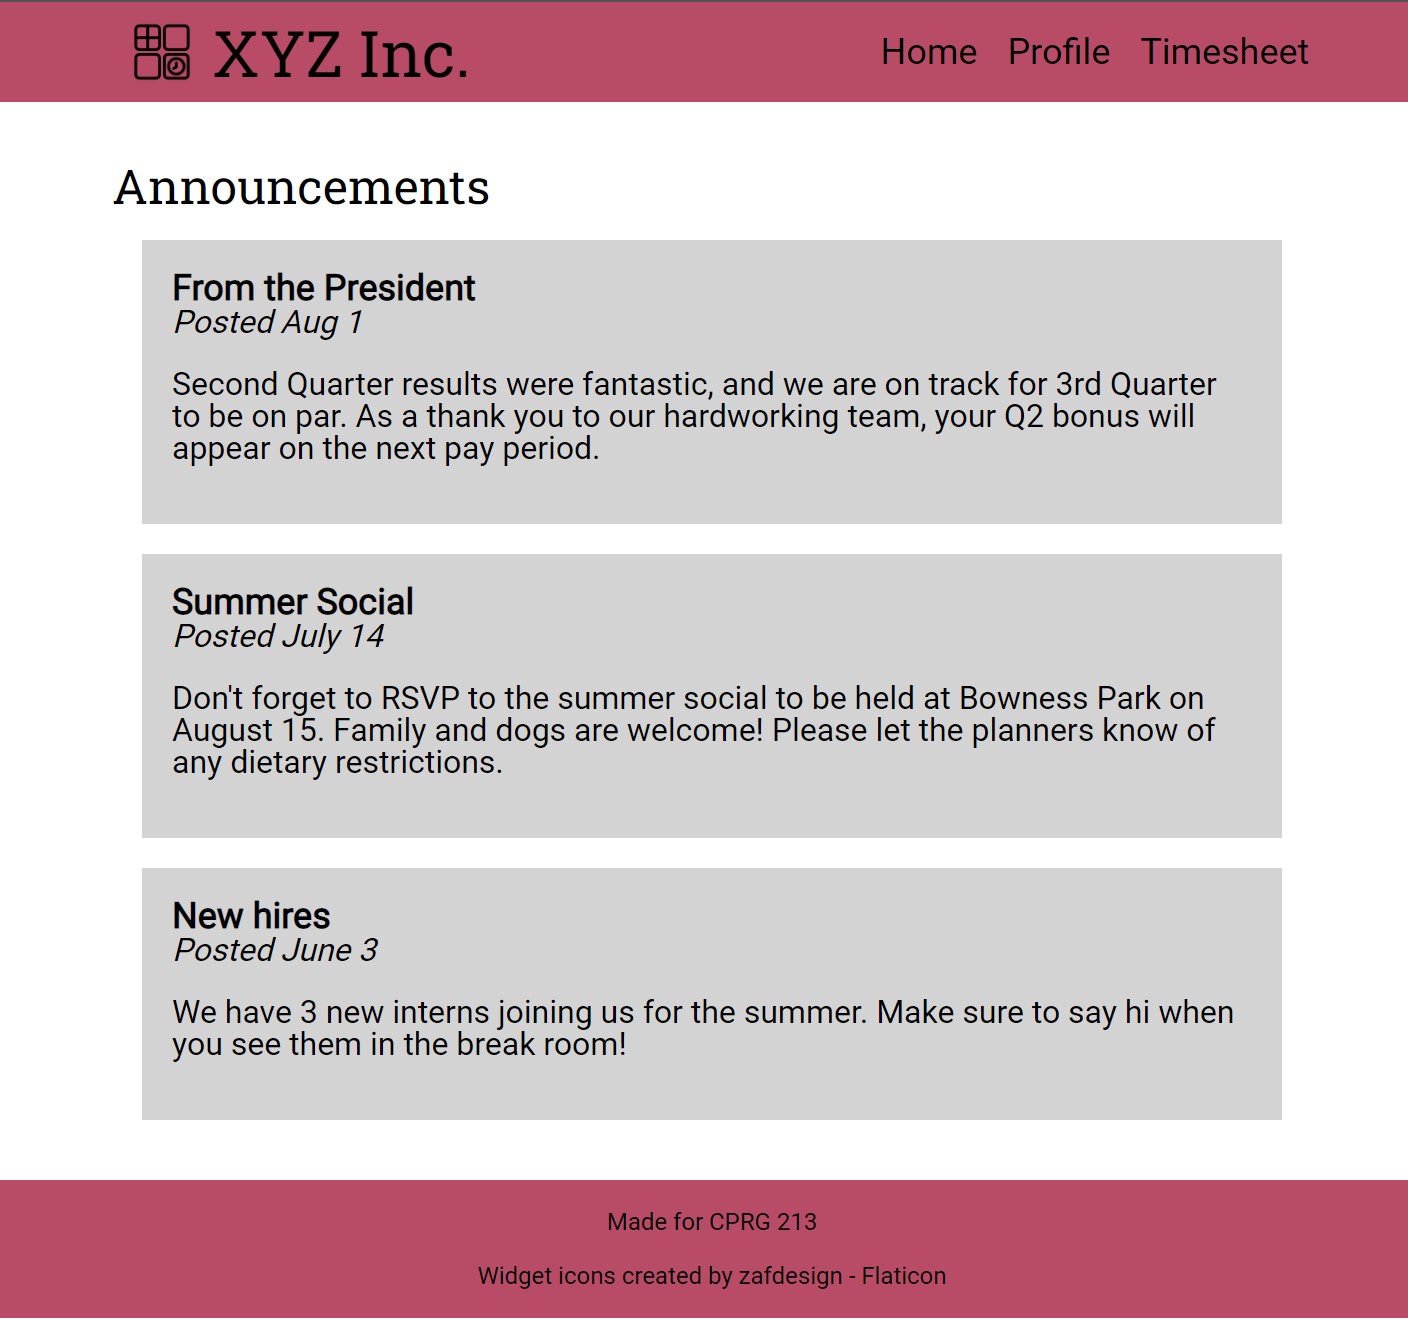 XYZ Inc.
Home Profile Timesheet
Announcements
From the President
Posted Aug 1
Second Quarter results were fantastic, and we are on track for 3rd Quarter
to be on par. As a thank you to our hardworking team, your Q2 bonus will
appear on the next pay period.
Summer Social
Posted July 14
Don't forget to RSVP to the summer social to be held at Bowness Park on
August 15. Family and dogs are welcome! Please let the planners know of
any dietary restrictions.
New hires
Posted June 3
We have 3 new interns joining us for the summer. Make sure to say hi when
you see them in the break room!
Made for CPRG 213
Widget icons created by zafdesign - Flaticon